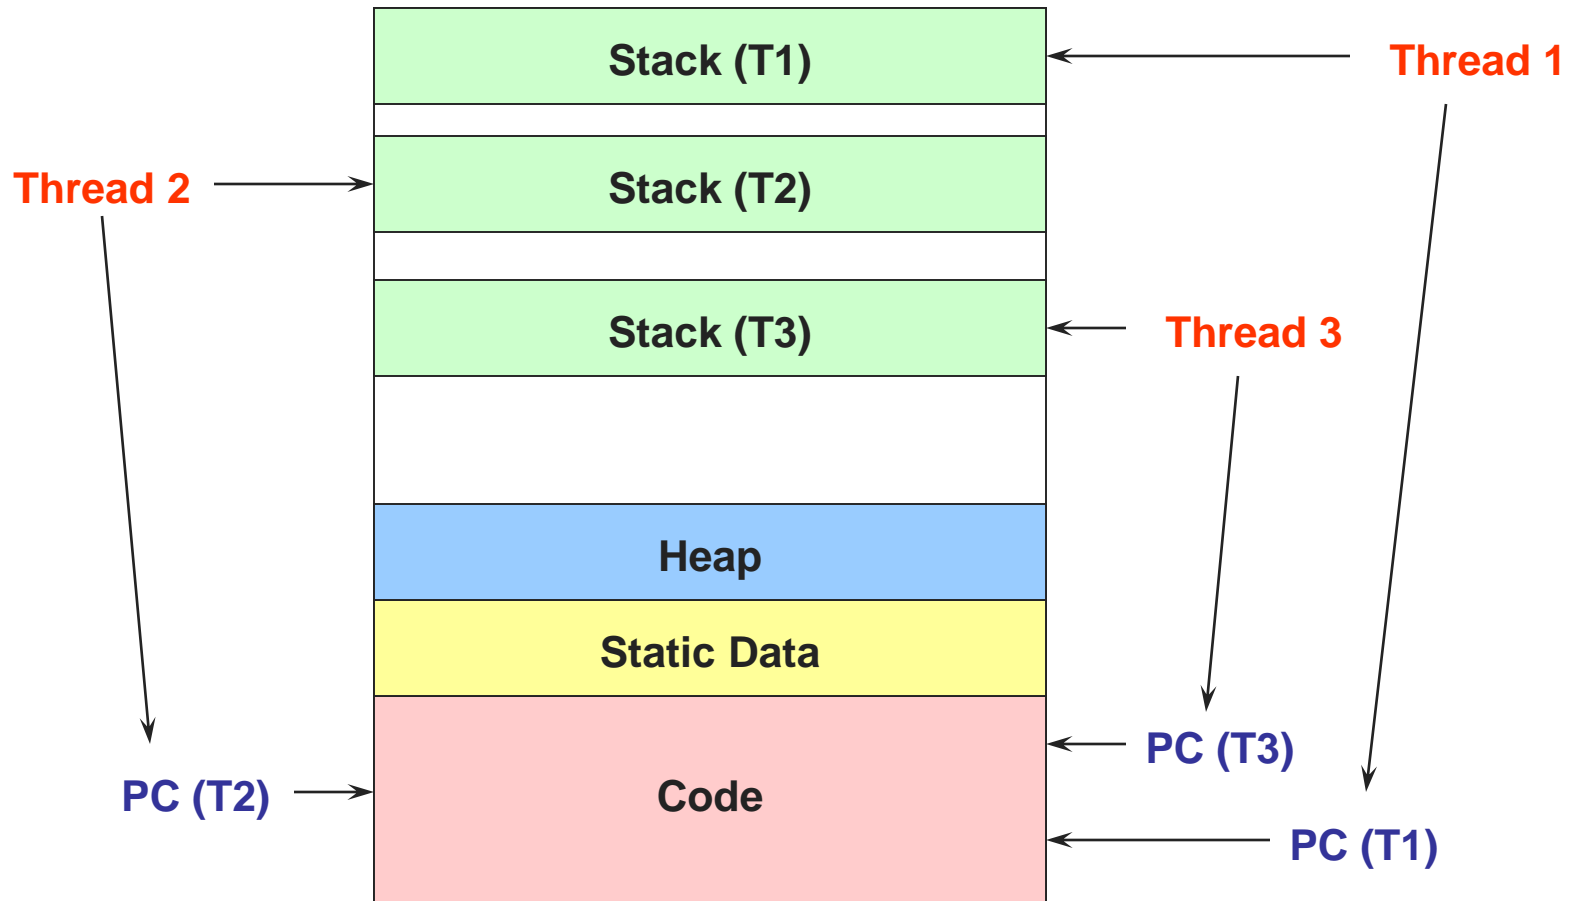 Stack (T1)
Thread 1
Thread 2
Stack (T2)
Stack (T3)
Thread 3
Heap
Static Data
PC (T3)
PC (T2)
Code
PC (T1)